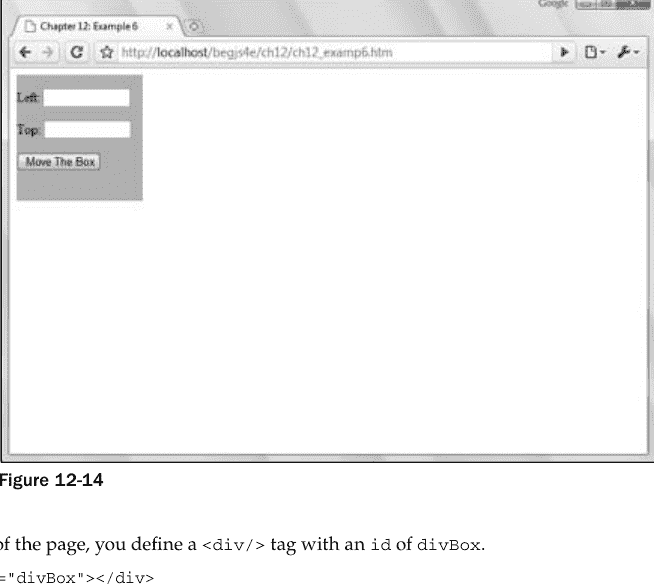 Google
Chapter 12: Example 6
http://localhost/begjs4e/ch12/ch12_examp6.htm
Left:
Top:
Move The Box
Figure 12-14
of the page, you define a <div/> tag with an id of divBox.
="divBox"></div>